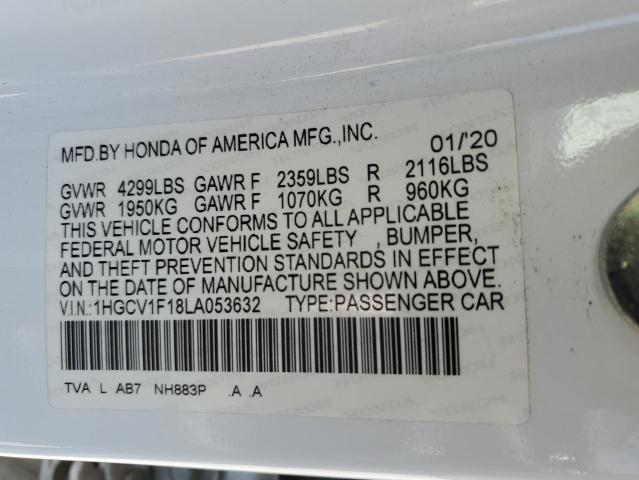 MFD.BY HONDA OF AMERICA MFG.,INC. 01/'20
GVWR 4299LBS GAWR F 2359LBS R 2116LBS
GVWR 1950KG GAWR F 1070KG R 960KG
THIS VEHICLE CONFORMS TO ALL APPLICABLE
FEDERAL MOTOR VEHICLE SAFETY , BUMPER,
AND THEFT PREVENTION STANDARDS IN EFFECT
ON THE DATE OF MANUFACTURE SHOWN ABOVE.
V.I.N.:1HGCV1F18LA053632 TYPE:PASSENGER CAR
TVA L AB7 NH883P .A .A